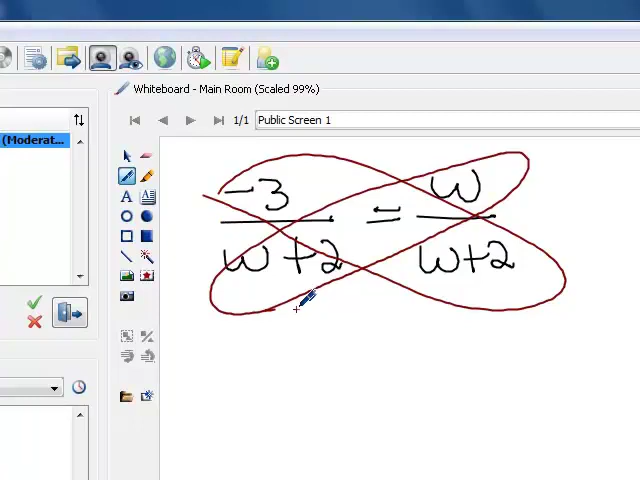 Whiteboard - Main Room (Scaled 99%)
1/1 Public Screen 1
(Moderat...
A A
-3 = w
w+2 w+2